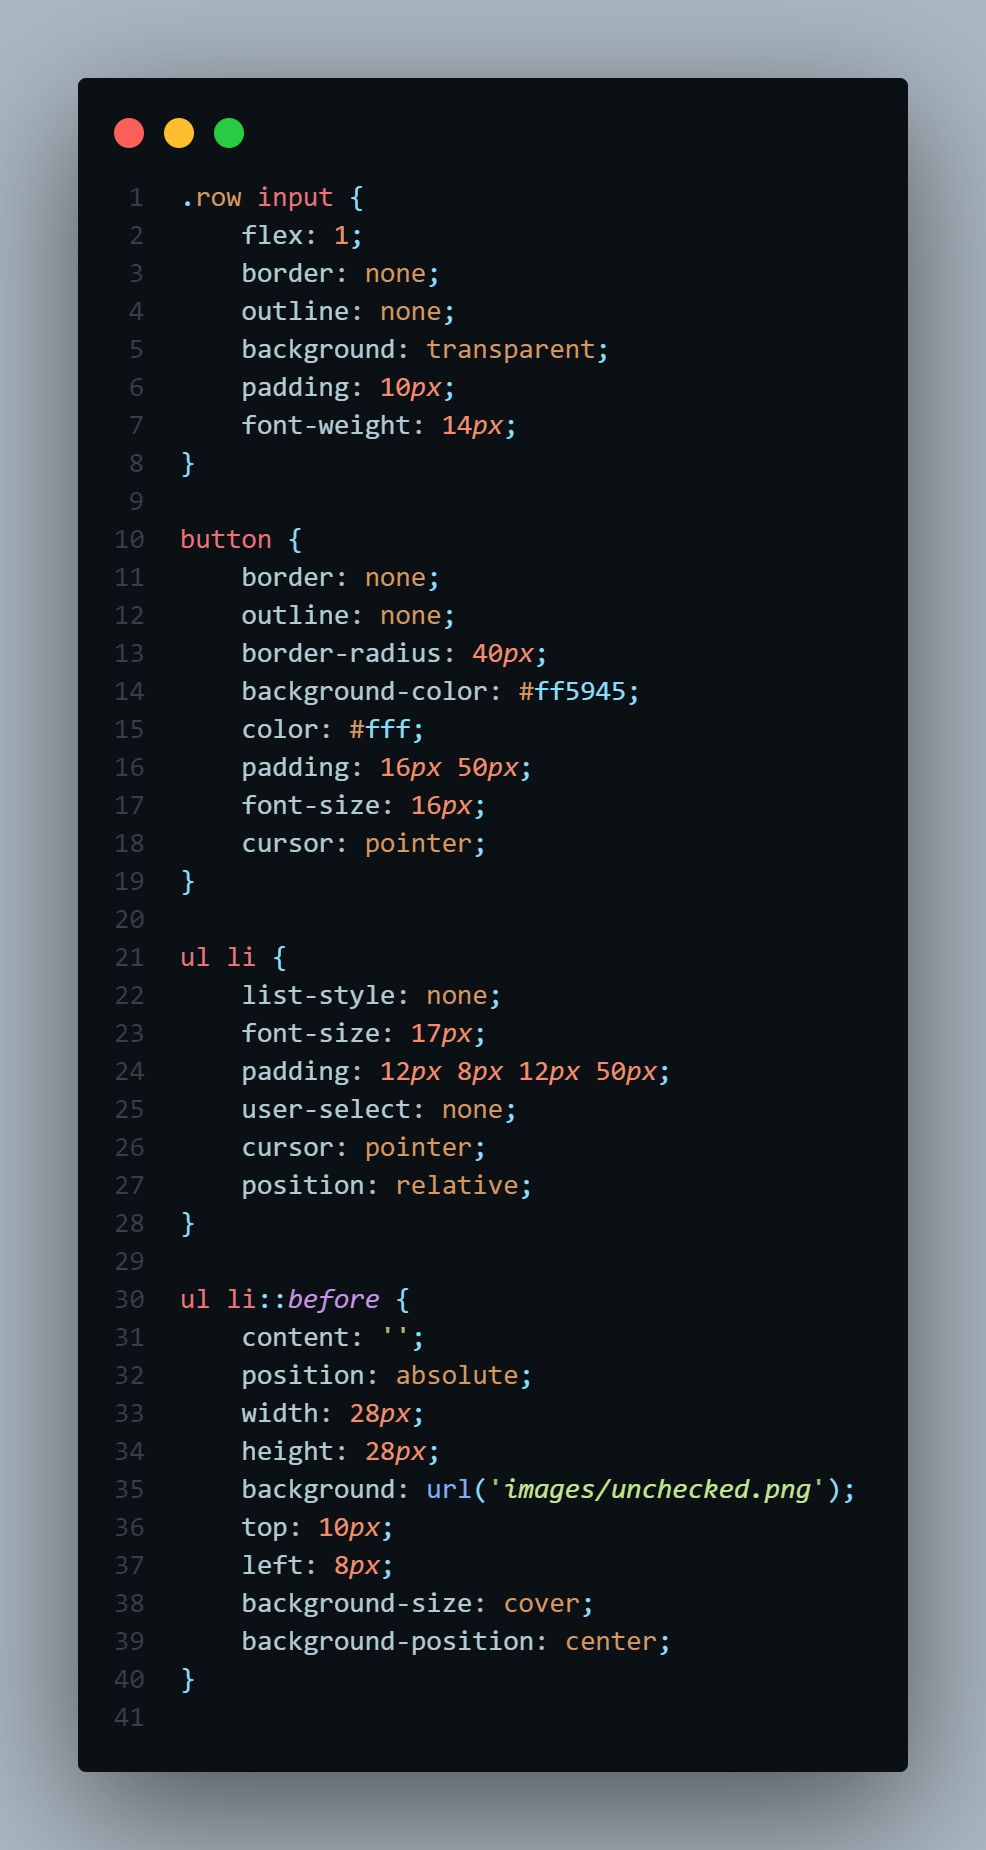 1 .row input {
2     flex: 1;
3     border: none;
4     outline: none;
5     background: transparent;
6     padding: 10px;
7     font-weight: 14px;
8 }
9
10 button {
11     border: none;
12     outline: none;
13     border-radius: 40px;
14     background-color: #ff5945;
15     color: #fff;
16     padding: 16px 50px;
17     font-size: 16px;
18     cursor: pointer;
19 }
20
21 ul li {
22     list-style: none;
23     font-size: 17px;
24     padding: 12px 8px 12px 50px;
25     user-select: none;
26     cursor: pointer;
27     position: relative;
28 }
29
30 ul li::before {
31     content: '';
32     position: absolute;
33     width: 28px;
34     height: 28px;
35     background: url('images/unchecked.png');
36     top: 10px;
37     left: 8px;
38     background-size: cover;
39     background-position: center;
40 }
41